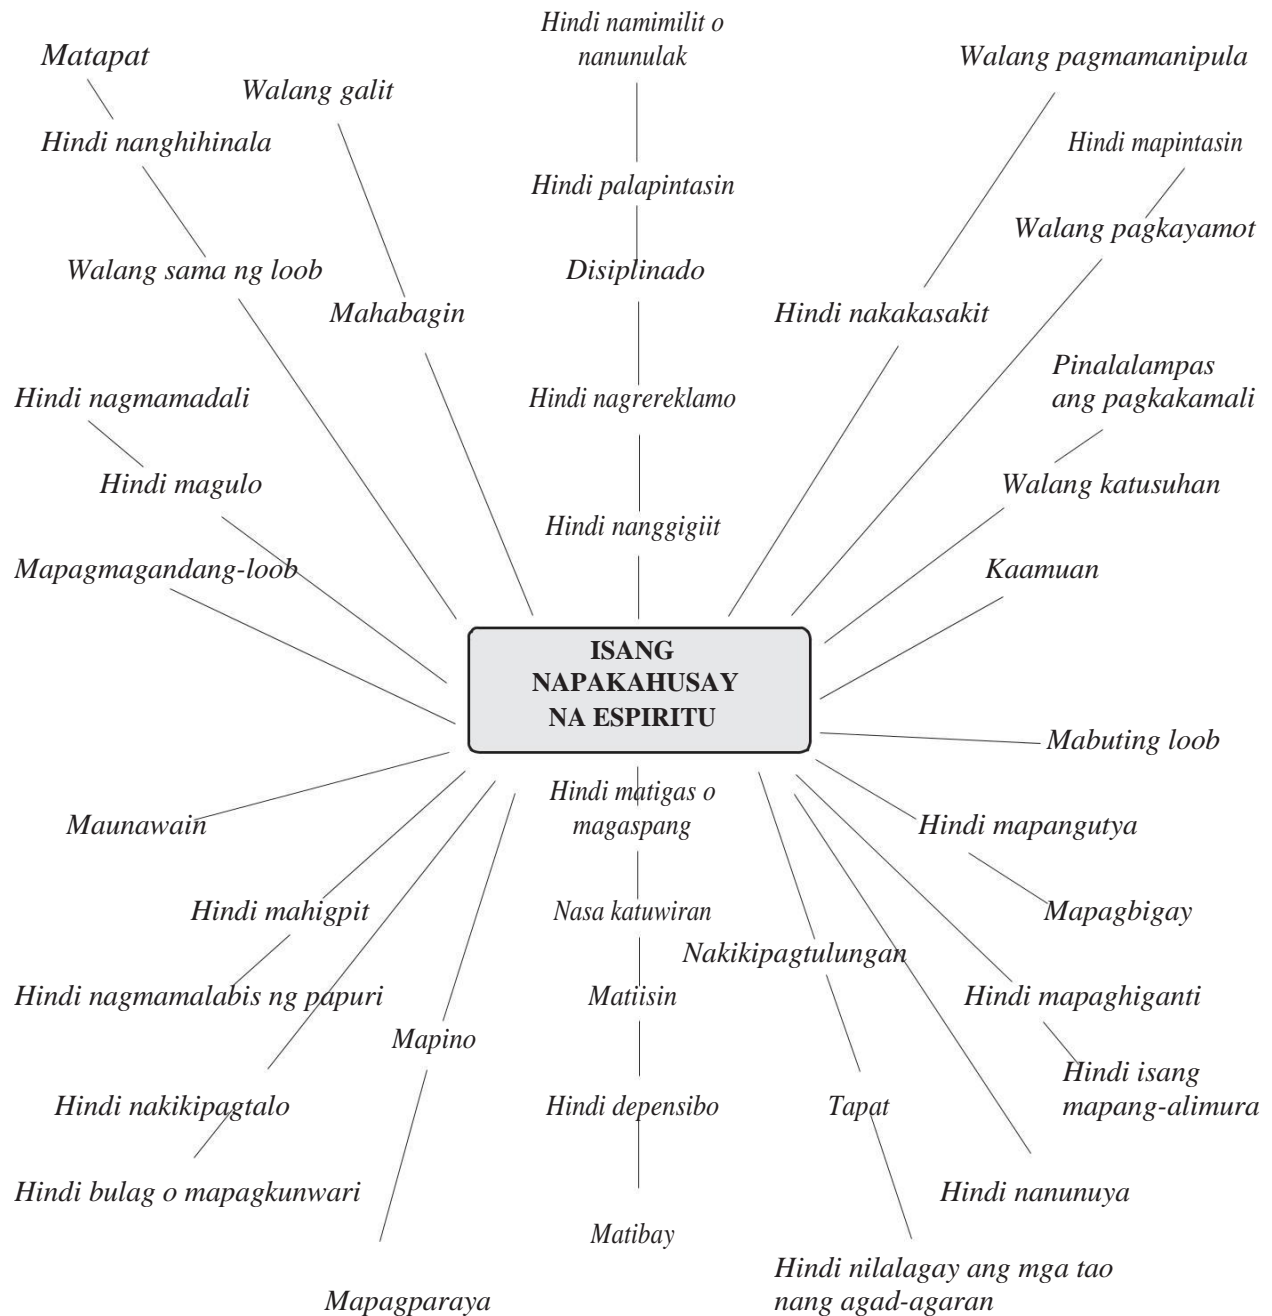 Hindi namimilit o
nanunulak
Matapat
Walang pagmamanipula
Walang galit
Hindi nanghihinala
Hindi mapintasin
Hindi palapintasin
Walang pagkayamot
Walang sama ng loob
Disiplinado
Mahabagin
Hindi nakakasakit
Pinalalampas
ang pagkakamali
Hindi nagmamadali
Hindi nagrereklamo
Hindi magulo
Walang katusuhan
Hindi nanggigiit
Mapagmagandang-loob
Kaamuan
ISANG
NAPAKAHUSAY
NA ESPIRITU
Mabuting loob
Hindi matigas o
magaspang
Maunawain
Hindi mapangutya
Hindi mahigpit
Nasa katuwiran
Mapagbigay
Nakikipagtulungan
Hindi nagmamalabis ng papuri
Matiisin
Hindi mapaghiganti
Mapino
Hindi isang
mapang-alimura
Hindi nakikipagtalo
Hindi depensibo
Tapat
Hindi bulag o mapagkunwari
Hindi nanunuya
Matibay
Hindi nilalagay ang mga tao
nang agad-agaran
Mapagparaya